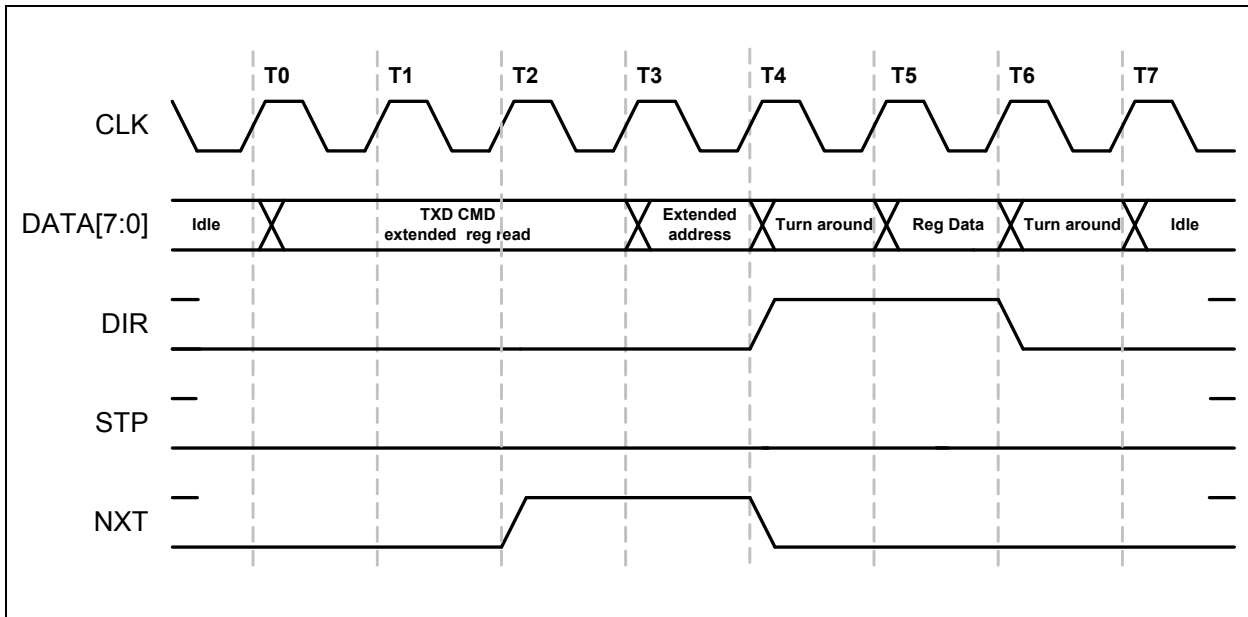 T0 T1 T2 T3 T4 T5 T6 T7
CLK
DATA[7:0]
Idle
TXD CMD
extended reg read
Extended
address
Turn around
Reg Data
Turn around
Idle
DIR
STP
NXT